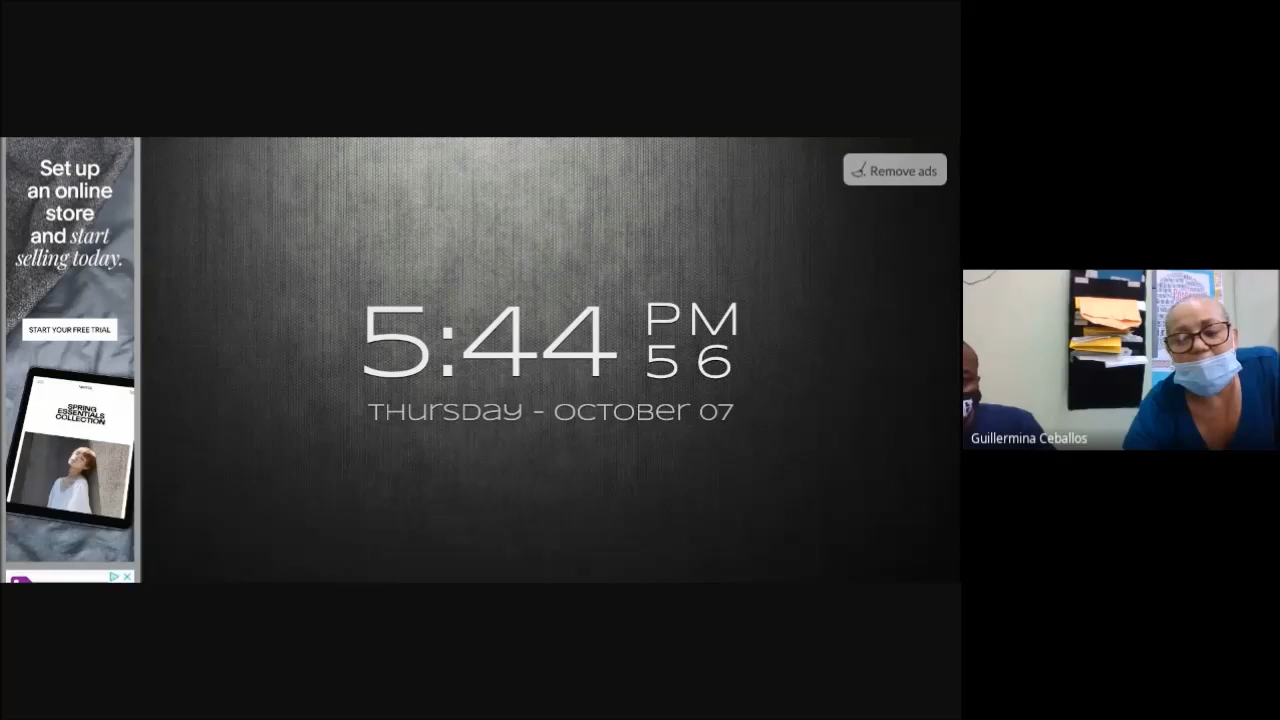 Set up
an online
store
and start
selling today.
START YOUR FREE TRIAL
SPRING
ESSENTIALS
COLLECTION
Remove ads
5:44 PM
56
Thursday - October 07
Guillermina Ceballos